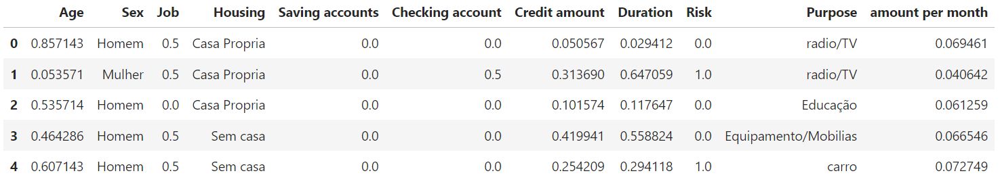 Age Sex Job Housing Saving accounts Checking account Credit amount Duration Risk Purpose amount per month
0 0.857143 Homem 0.5 Casa Propria 0.0 0.0 0.050567 0.029412 0.0 radio/TV 0.069461
1 0.053571 Mulher 0.5 Casa Propria 0.0 0.5 0.313690 0.647059 1.0 radio/TV 0.040642
2 0.535714 Homem 0.0 Casa Propria 0.0 0.0 0.101574 0.117647 0.0 Educação 0.061259
3 0.464286 Homem 0.5 Sem casa 0.0 0.0 0.419941 0.558824 0.0 Equipamento/Mobilias 0.066546
4 0.607143 Homem 0.5 Sem casa 0.0 0.0 0.254209 0.294118 1.0 carro 0.072749